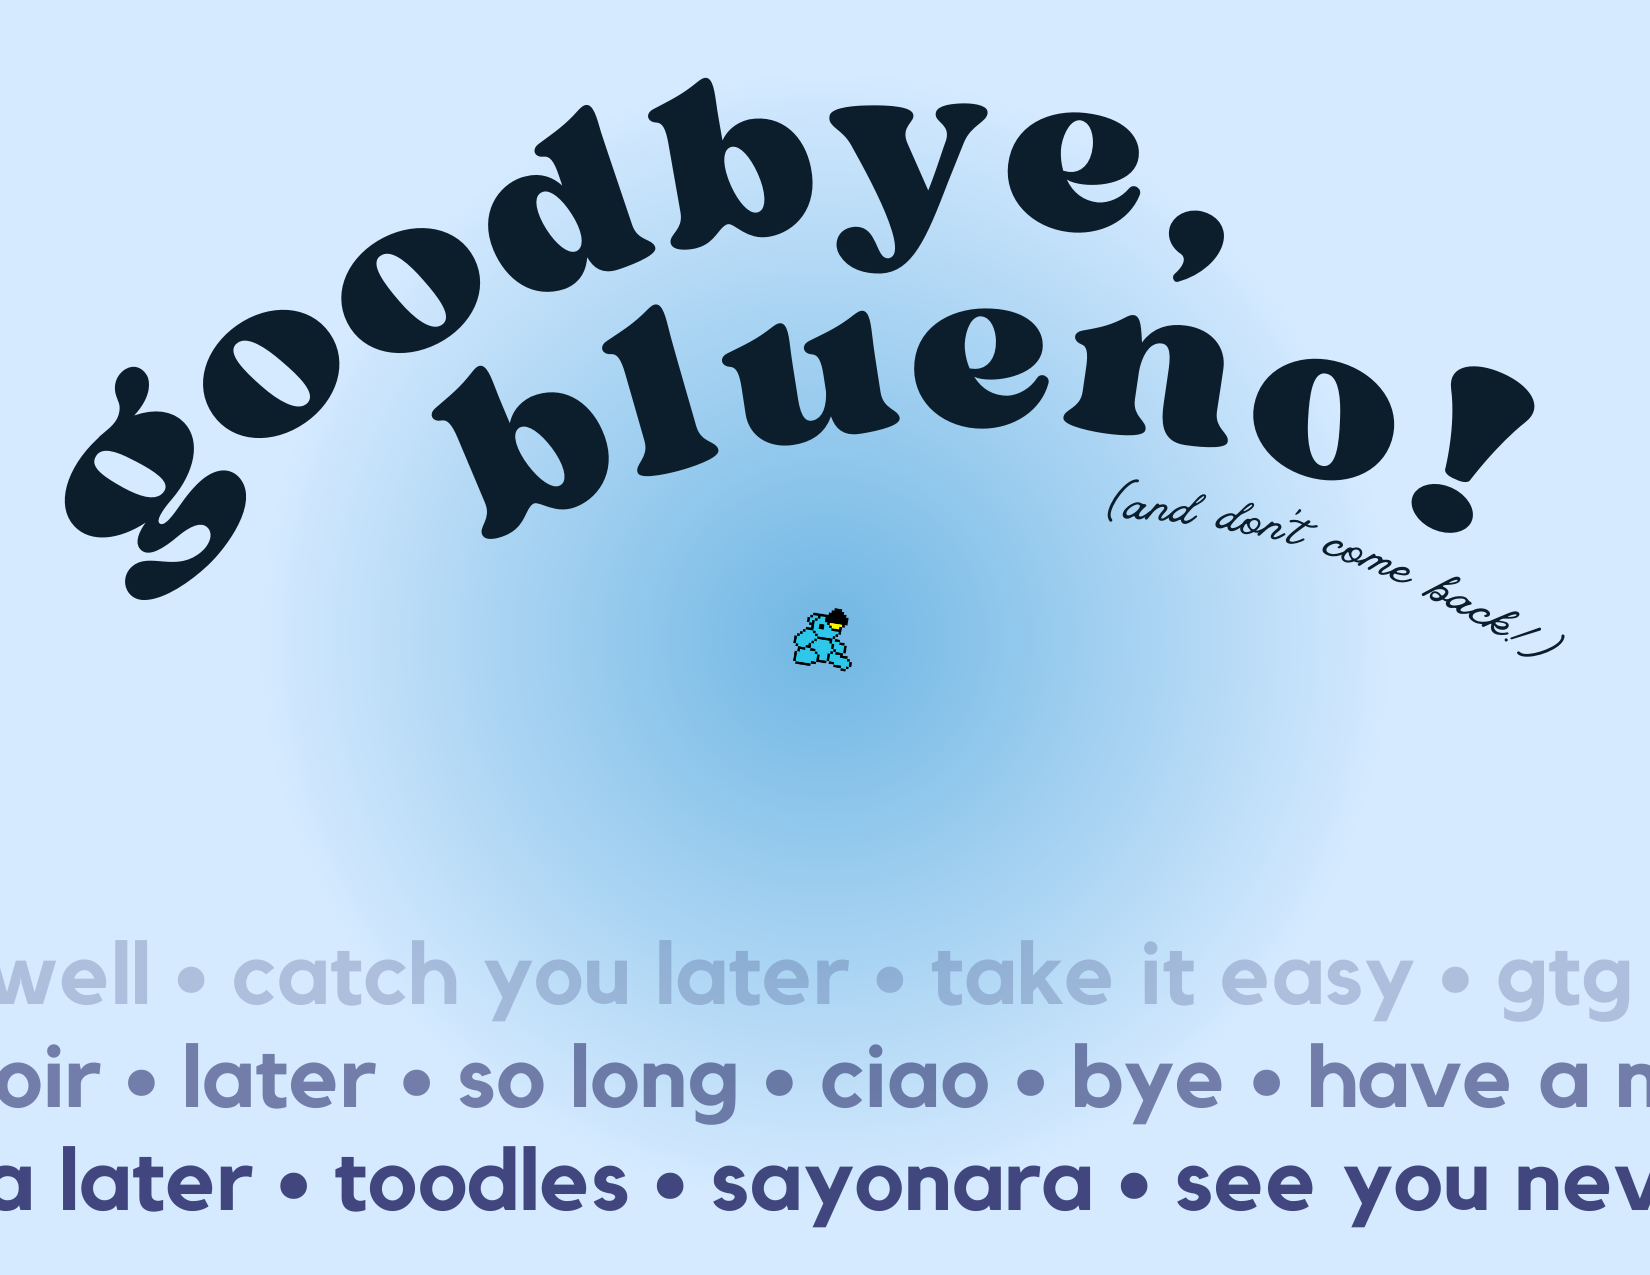 goodbye,
blueno!
(and don't come back!)
well • catch you later • take it easy • gtg
oir • later • so long • ciao • bye • have a n
a later • toodles • sayonara • see you nev